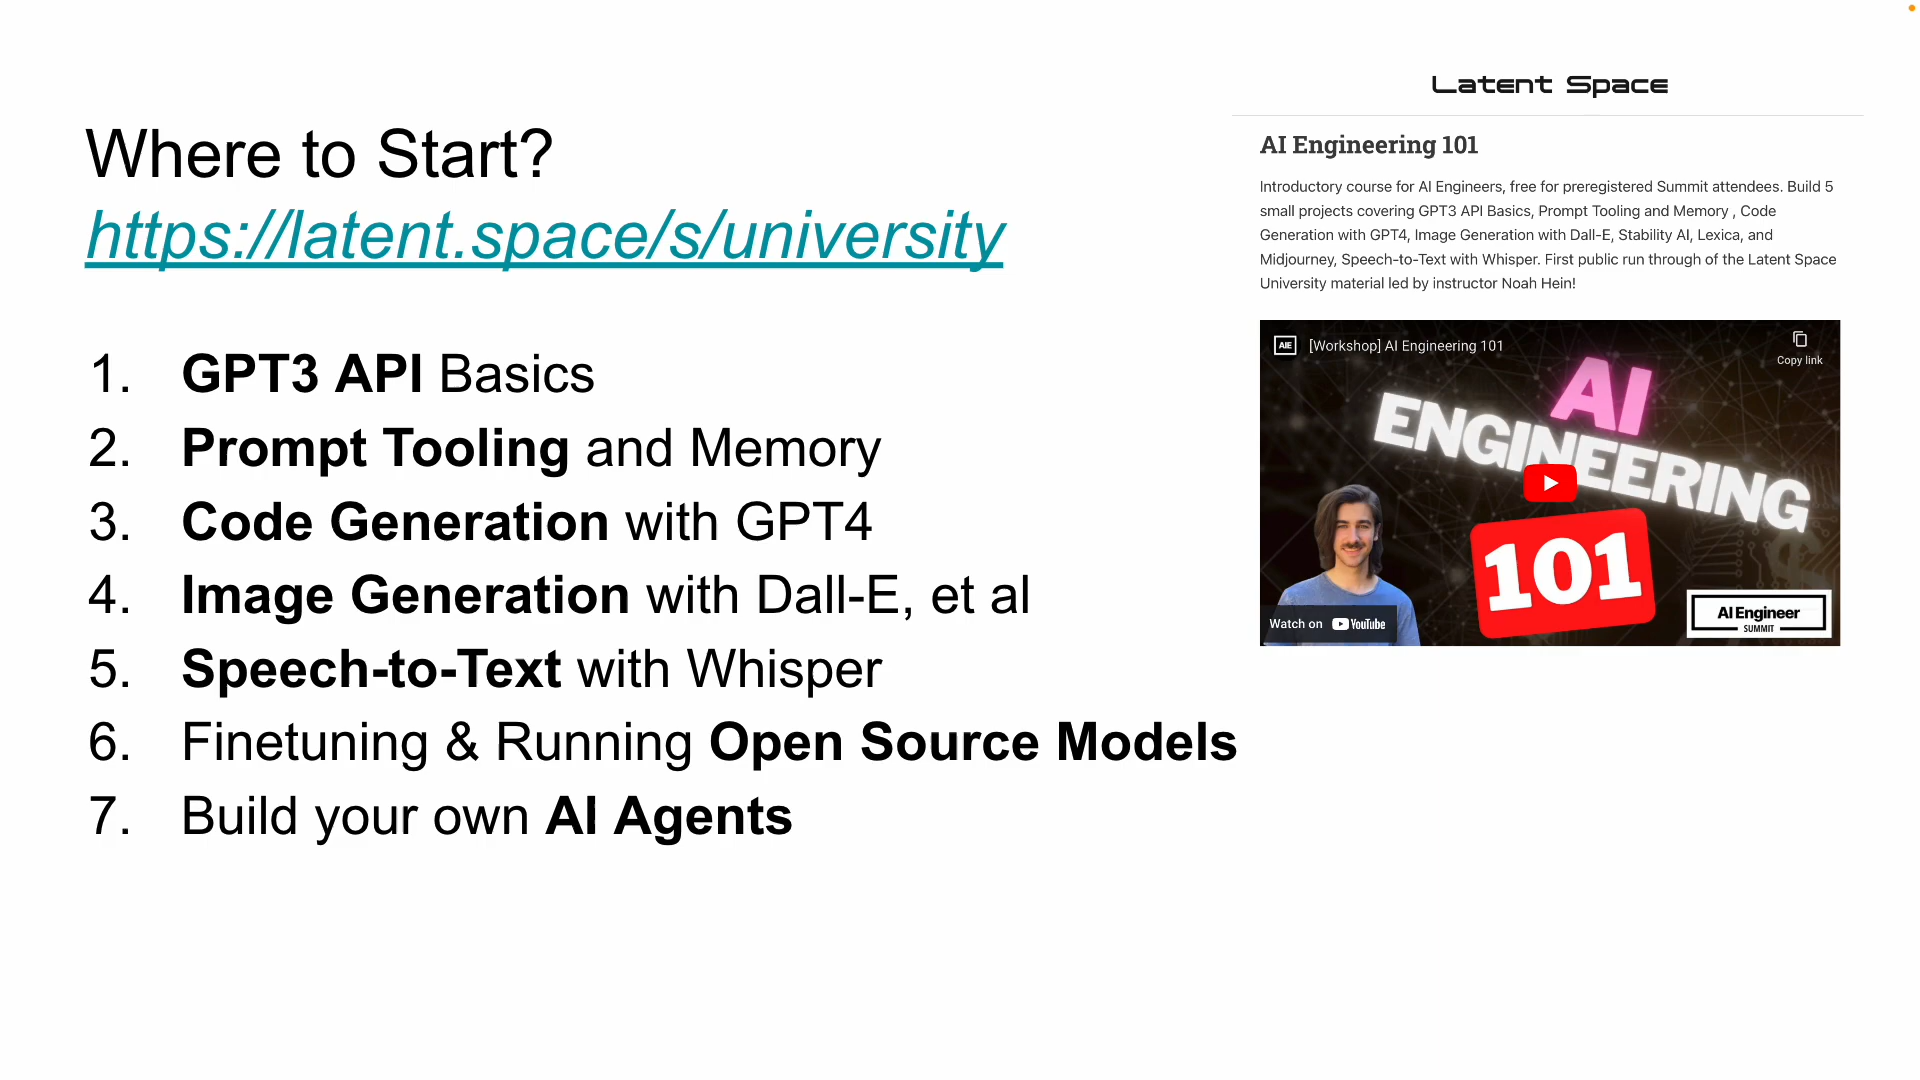 Where to Start?
https://latent.space/s/university
1. GPT3 API Basics
2. Prompt Tooling and Memory
3. Code Generation with GPT4
4. Image Generation with Dall-E, et al
5. Speech-to-Text with Whisper
6. Finetuning & Running Open Source Models
7. Build your own AI Agents
Latent Space
AI Engineering 101
Introductory course for AI Engineers, free for preregistered Summit attendees. Build 5
small projects covering GPT3 API Basics, Prompt Tooling and Memory , Code
Generation with GPT4, Image Generation with Dall-E, Stability AI, Lexica, and
Midjourney, Speech-to-Text with Whisper. First public run through of the Latent Space
University material led by instructor Noah Hein!
AIE [Workshop] AI Engineering 101
Copy link
AI
ENGINEERING
101
Watch on YouTube
AI Engineer
SUMMIT